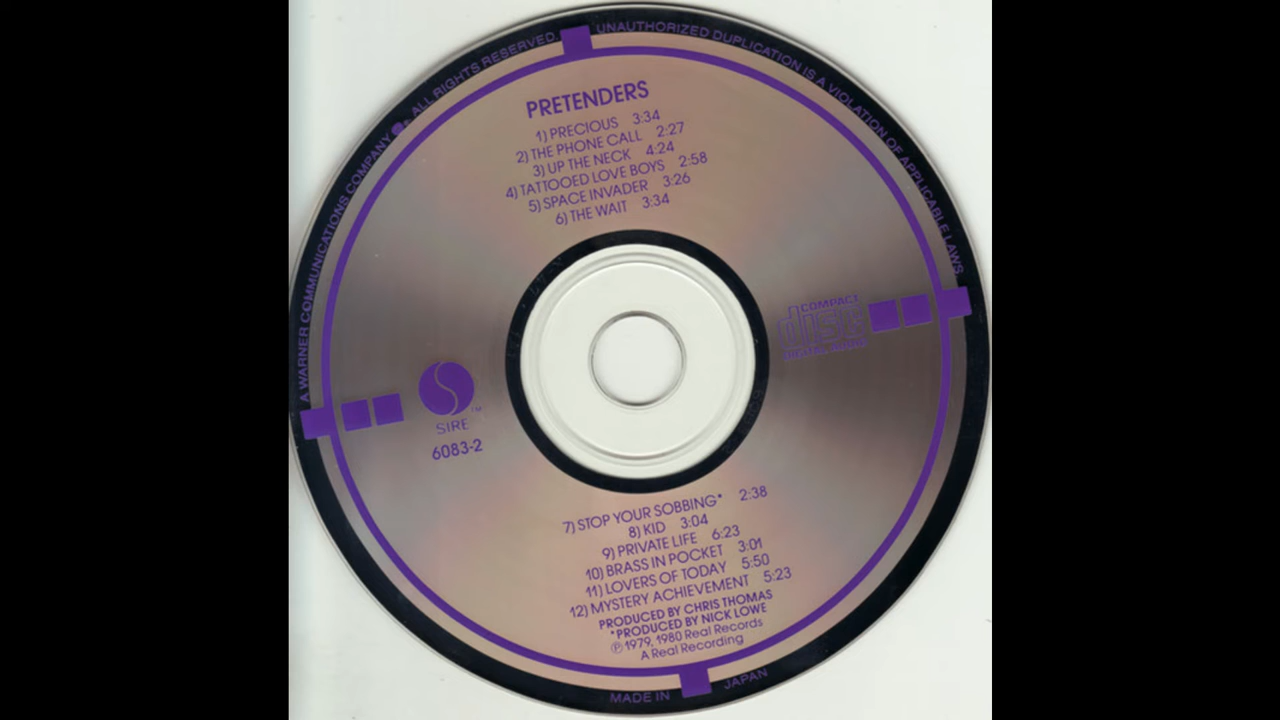 A WARNER COMMUNICATIONS COMPANY ALL RIGHTS RESERVED. UNAUTHORIZED DUPLICATION IS A VIOLATION OF APPLICABLE LAWS
PRETENDERS
1) PRECIOUS 3:34
2) THE PHONE CALL 2:27
3) UP THE NECK 4:24
4) TATTOOED LOVE BOYS 2:58
5) SPACE INVADER 3:26
6) THE WAIT 3:34
COMPACT
disc
DIGITAL AUDIO
SIRE ™
6083-2
7) STOP YOUR SOBBING* 2:38
8) KID 3:04
9) PRIVATE LIFE 6:23
10) BRASS IN POCKET 3:01
11) LOVERS OF TODAY 5:50
12) MYSTERY ACHIEVEMENT 5:23
PRODUCED BY CHRIS THOMAS
*PRODUCED BY NICK LOWE
℗ 1979, 1980 Real Records
A Real Recording
MADE IN JAPAN